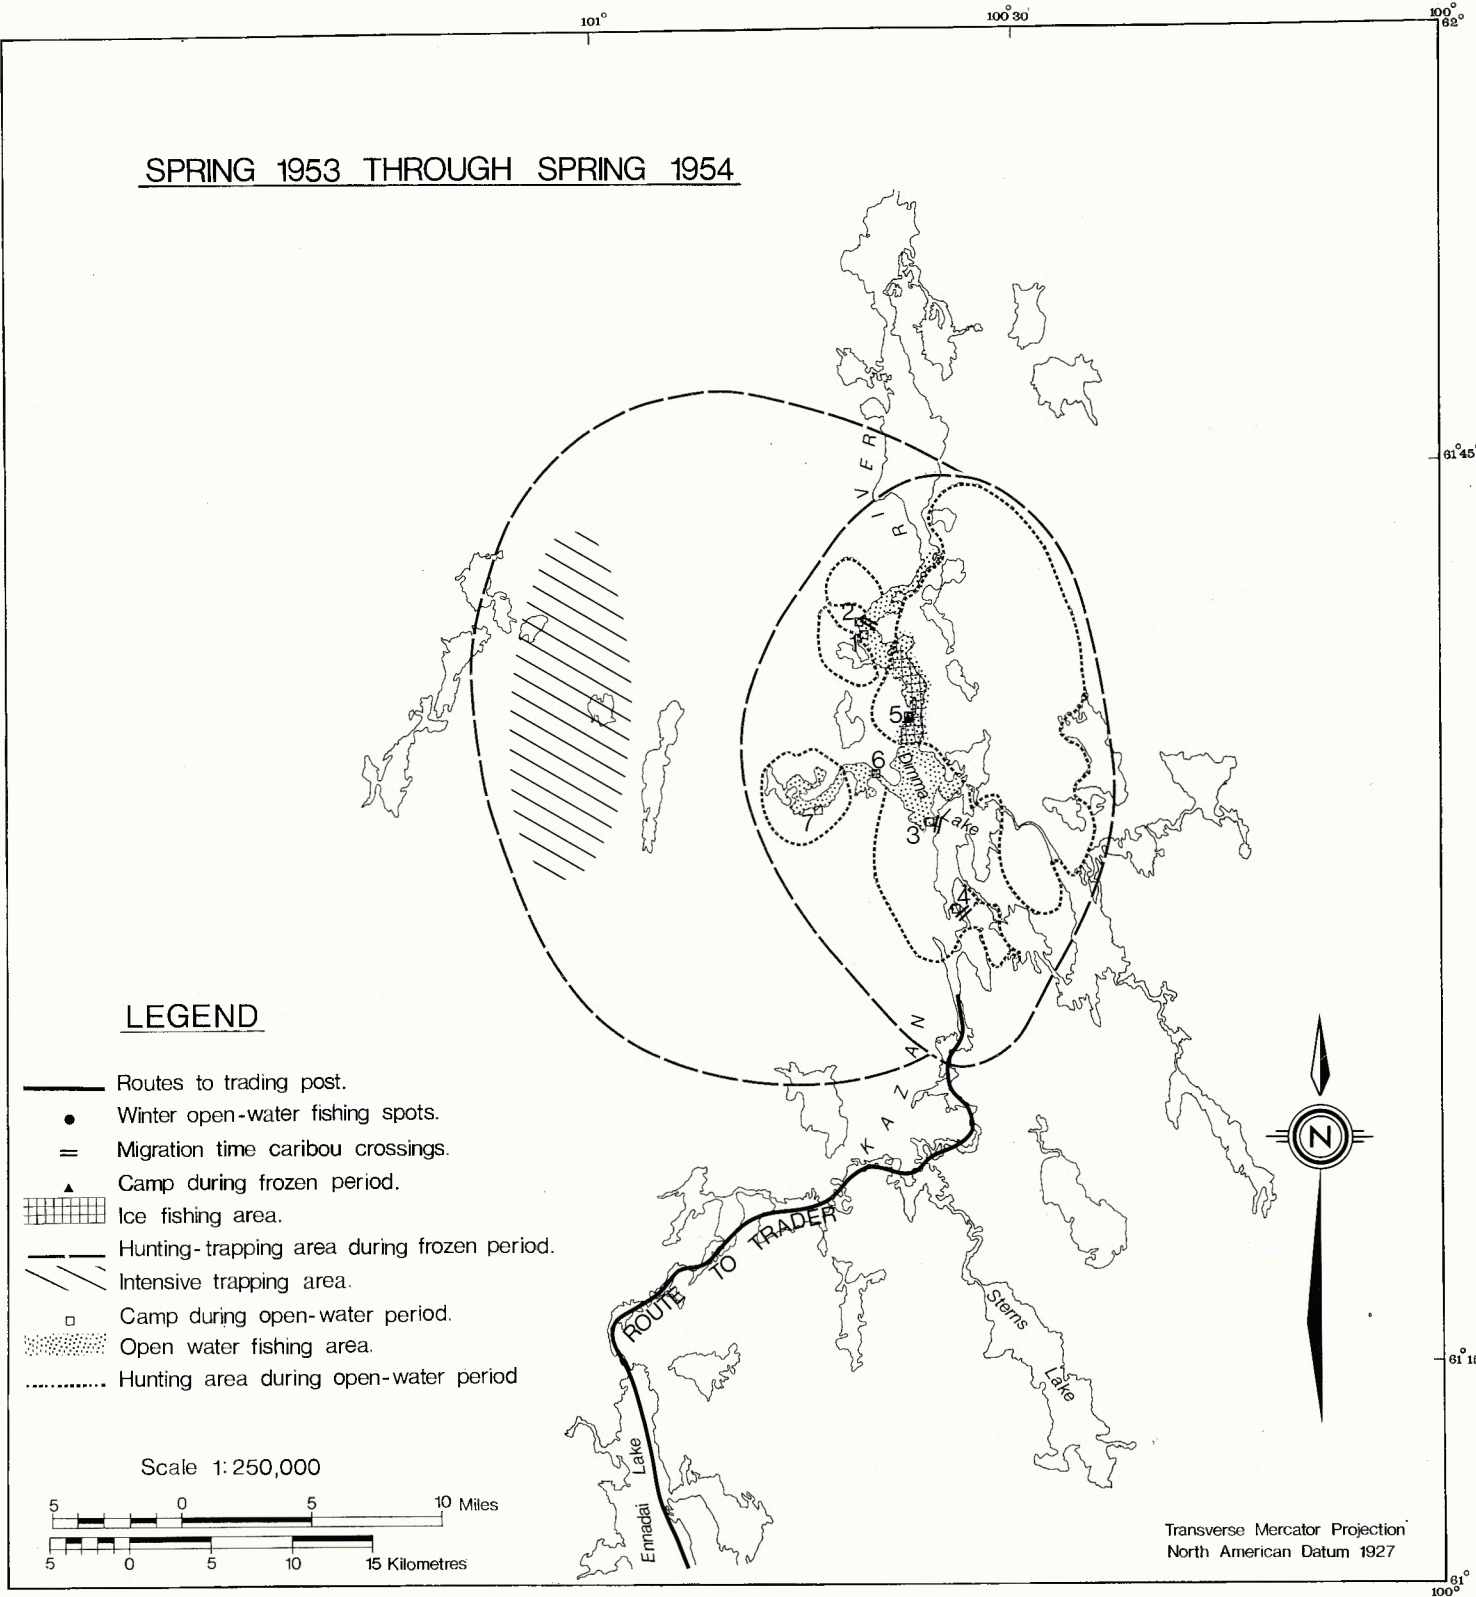 101°
100° 30'
100°
62°
SPRING 1953 THROUGH SPRING 1954
61° 45'
RIVER
2
1
5
6
Dimma
7
3
Lake
4
KAZAN
LEGEND
Routes to trading post.
Winter open-water fishing spots.
Migration time caribou crossings.
Camp during frozen period.
Ice fishing area.
Hunting-trapping area during frozen period.
Intensive trapping area.
Camp during open-water period.
Open water fishing area.
Hunting area during open-water period
N
ROUTE TO TRADER
Sterns
Lake
61° 15
Ennadai Lake
Scale 1:250,000
5 0 5 10 Miles
5 0 5 10 15 Kilometres
Transverse Mercator Projection
North American Datum 1927
61°
100°